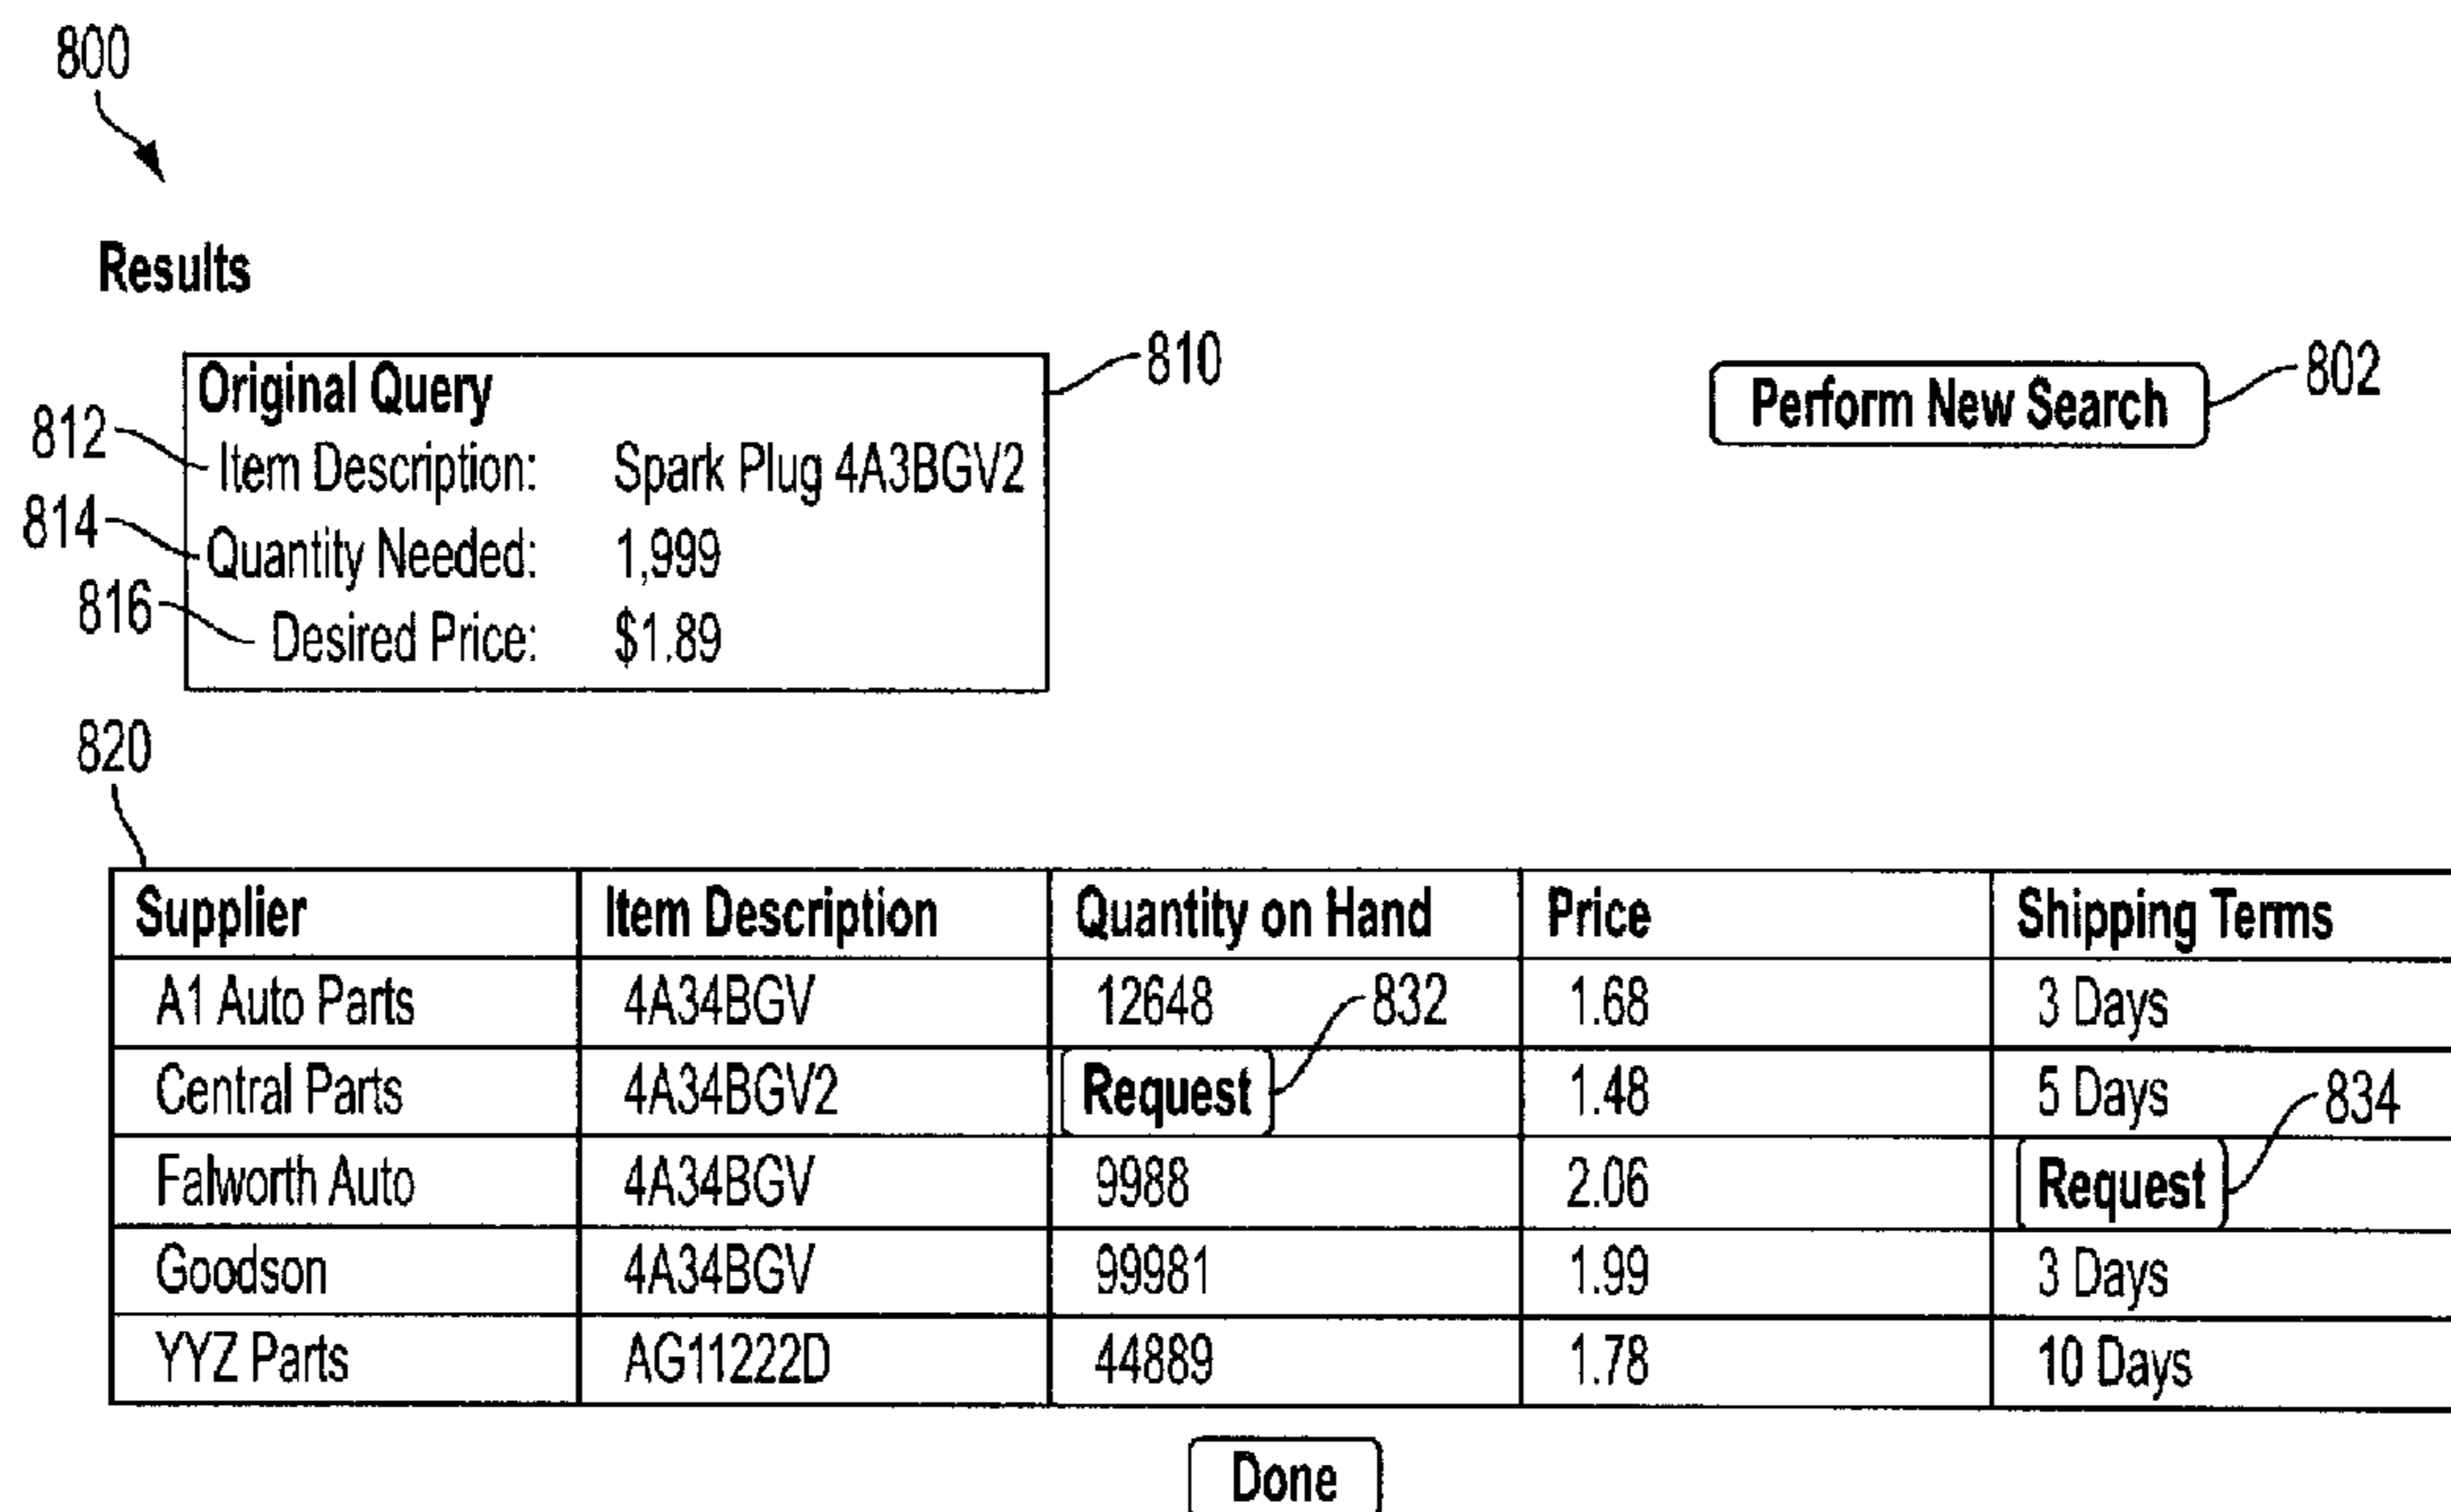 800
Results
Original Query
810
Perform New Search
802
812
Item Description: Spark Plug 4A3BGV2
814
Quantity Needed: 1,999
816
Desired Price: $1.89
820
Supplier Item Description Quantity on Hand Price Shipping Terms
A1 Auto Parts 4A34BGV 12648 832 1.68 3 Days
Central Parts 4A34BGV2 Request 1.48 5 Days 834
Falworth Auto 4A34BGV 9988 2.06 Request
Goodson 4A34BGV 99981 1.99 3 Days
YYZ Parts AG11222D 44889 1.78 10 Days
Done